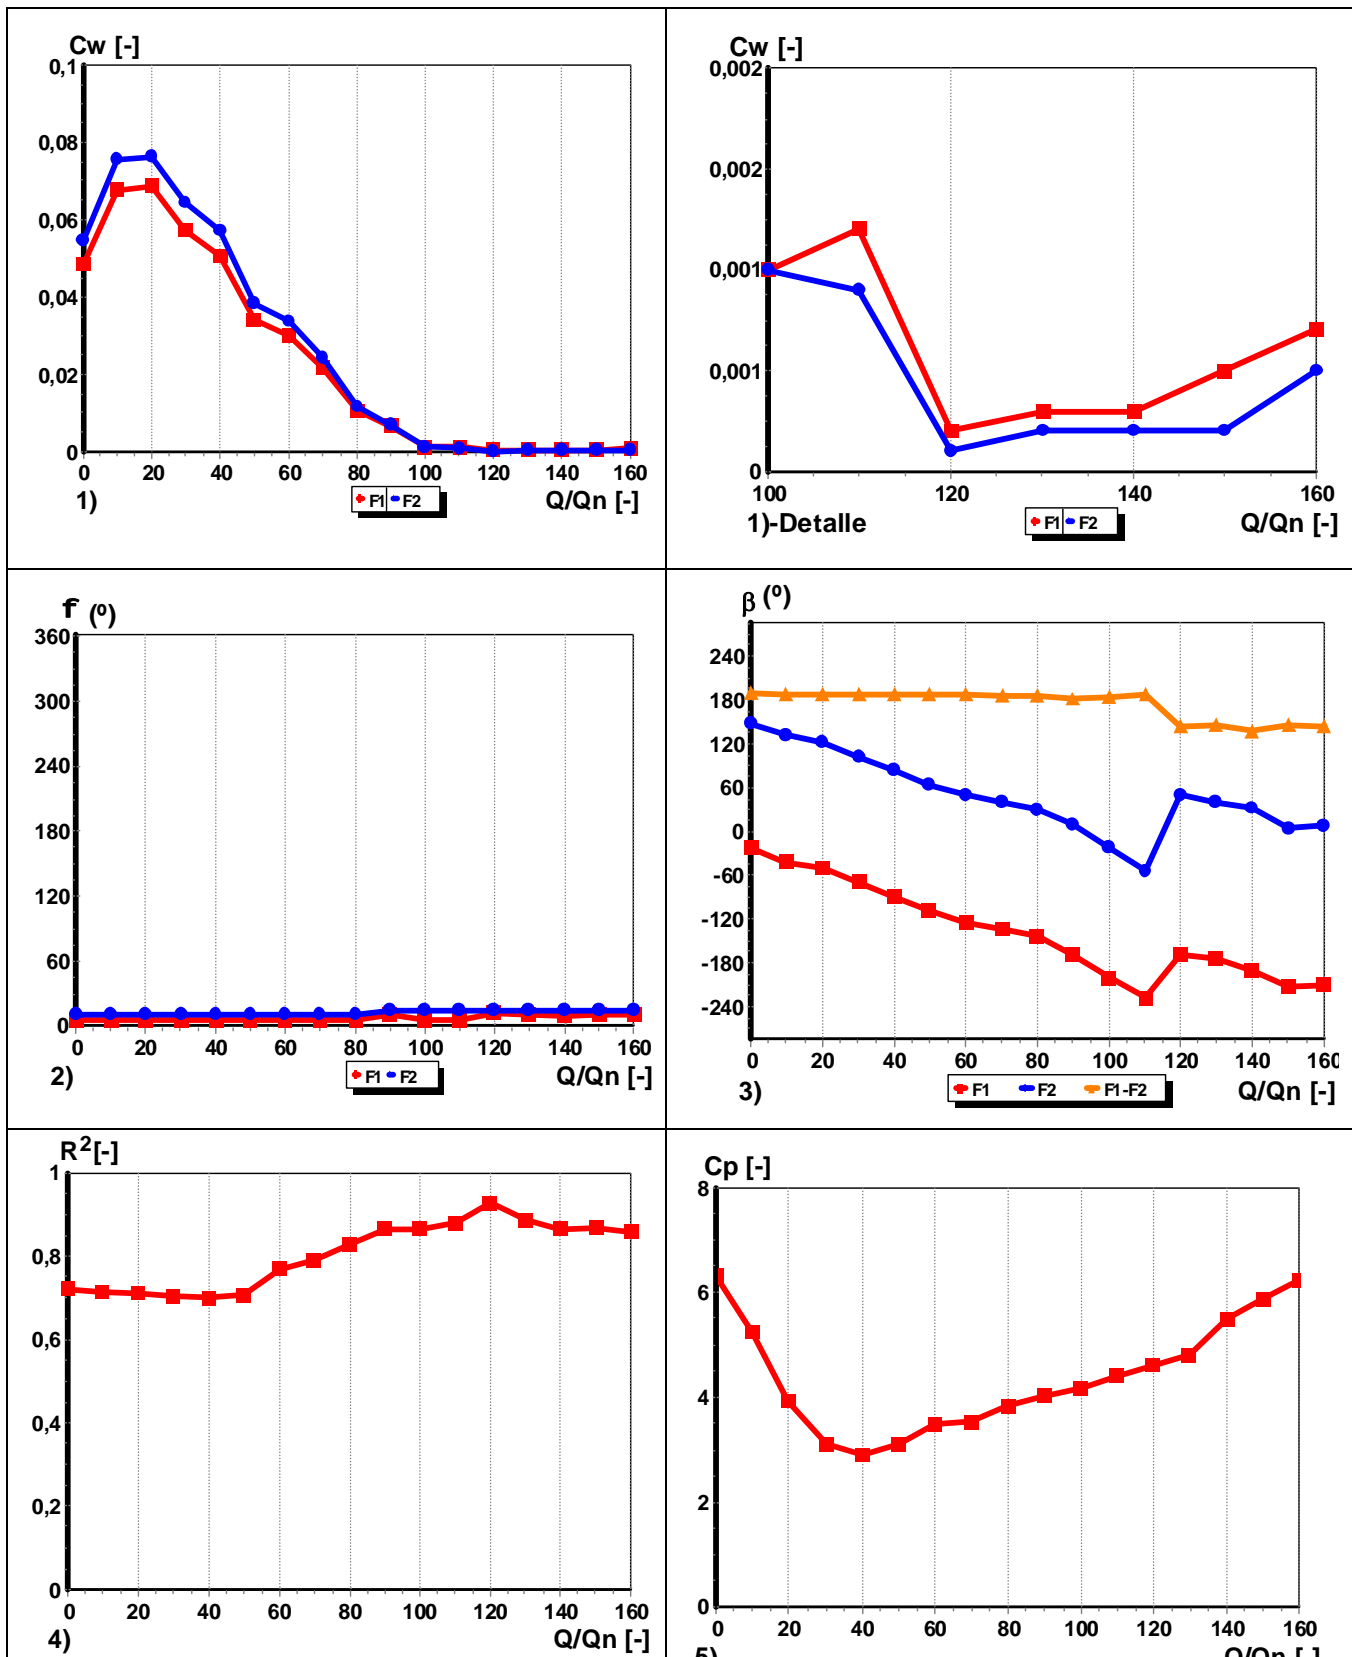 Cw [-]
0,1
0,08
0,06
0,04
0,02
0
0 20 40 60 80 100 120 140 160
1) F1 F2 Q/Qn [-]
Cw [-]
0,002
0,002
0,001
0,001
0
100 120 140 160
1)-Detalle F1 F2 Q/Qn [-]
f (º)
360
300
240
180
120
60
0
0 20 40 60 80 100 120 140 160
2) F1 F2 Q/Qn [-]
β (º)
240
180
120
60
0
-60
-120
-180
-240
0 20 40 60 80 100 120 140 160
3) F1 F2 F1-F2 Q/Qn [-]
R²[-]
1
0,8
0,6
0,4
0,2
0
0 20 40 60 80 100 120 140 160
4) Q/Qn [-]
Cp [-]
8
6
4
2
0
0 20 40 60 80 100 120 140 160
5) Q/Qn [-]